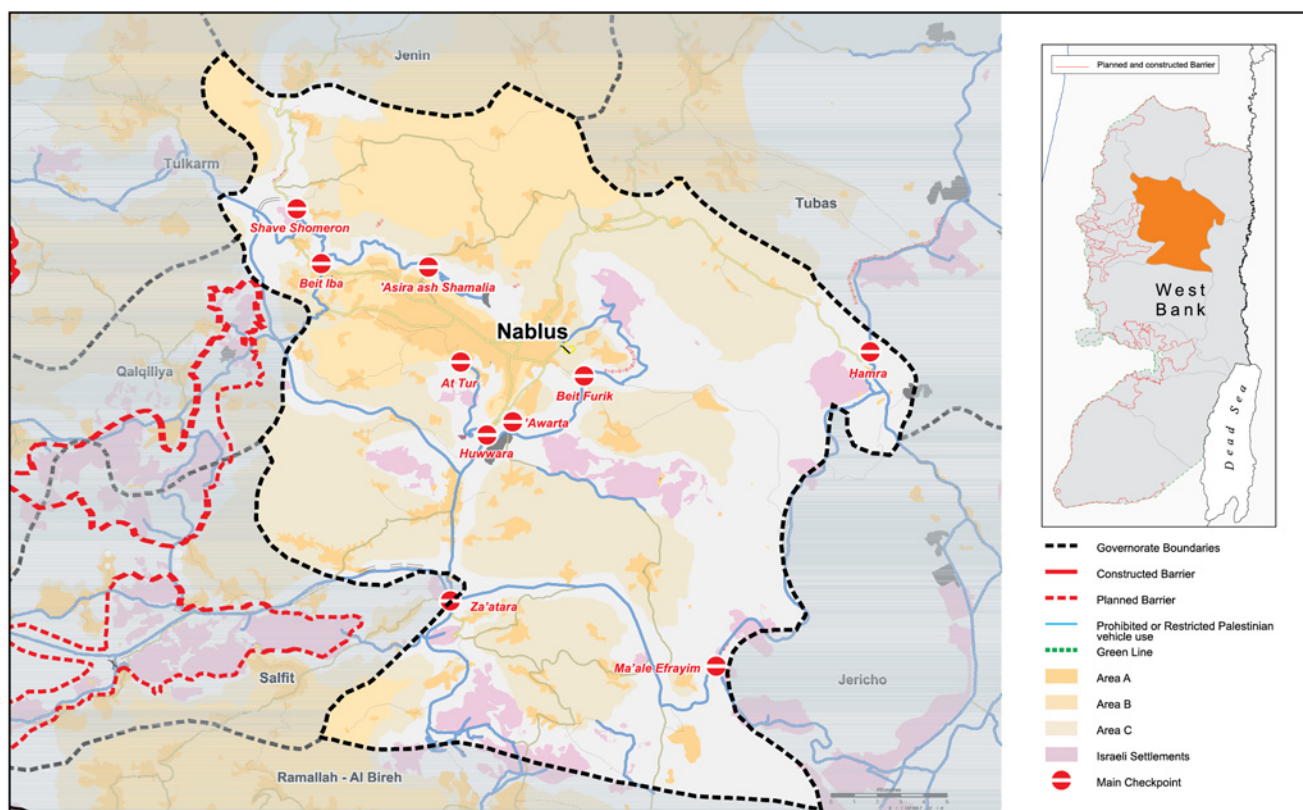 Jenin
Tulkarm
Tubas
Shave Shomeron
Beit Iba
'Asira ash Shamalia
Nablus
Qalqiliya
At Tur
Beit Furik
Hamra
'Awarta
Huwwara
Za'atara
Ma'ale Efrayim
Salfit
Jericho
Ramallah - Al Bireh
Planned and constructed Barrier
West
Bank
Dead Sea
Governorate Boundaries
Constructed Barrier
Planned Barrier
Prohibited or Restricted Palestinian
vehicle use
Green Line
Area A
Area B
Area C
Israeli Settlements
Main Checkpoint